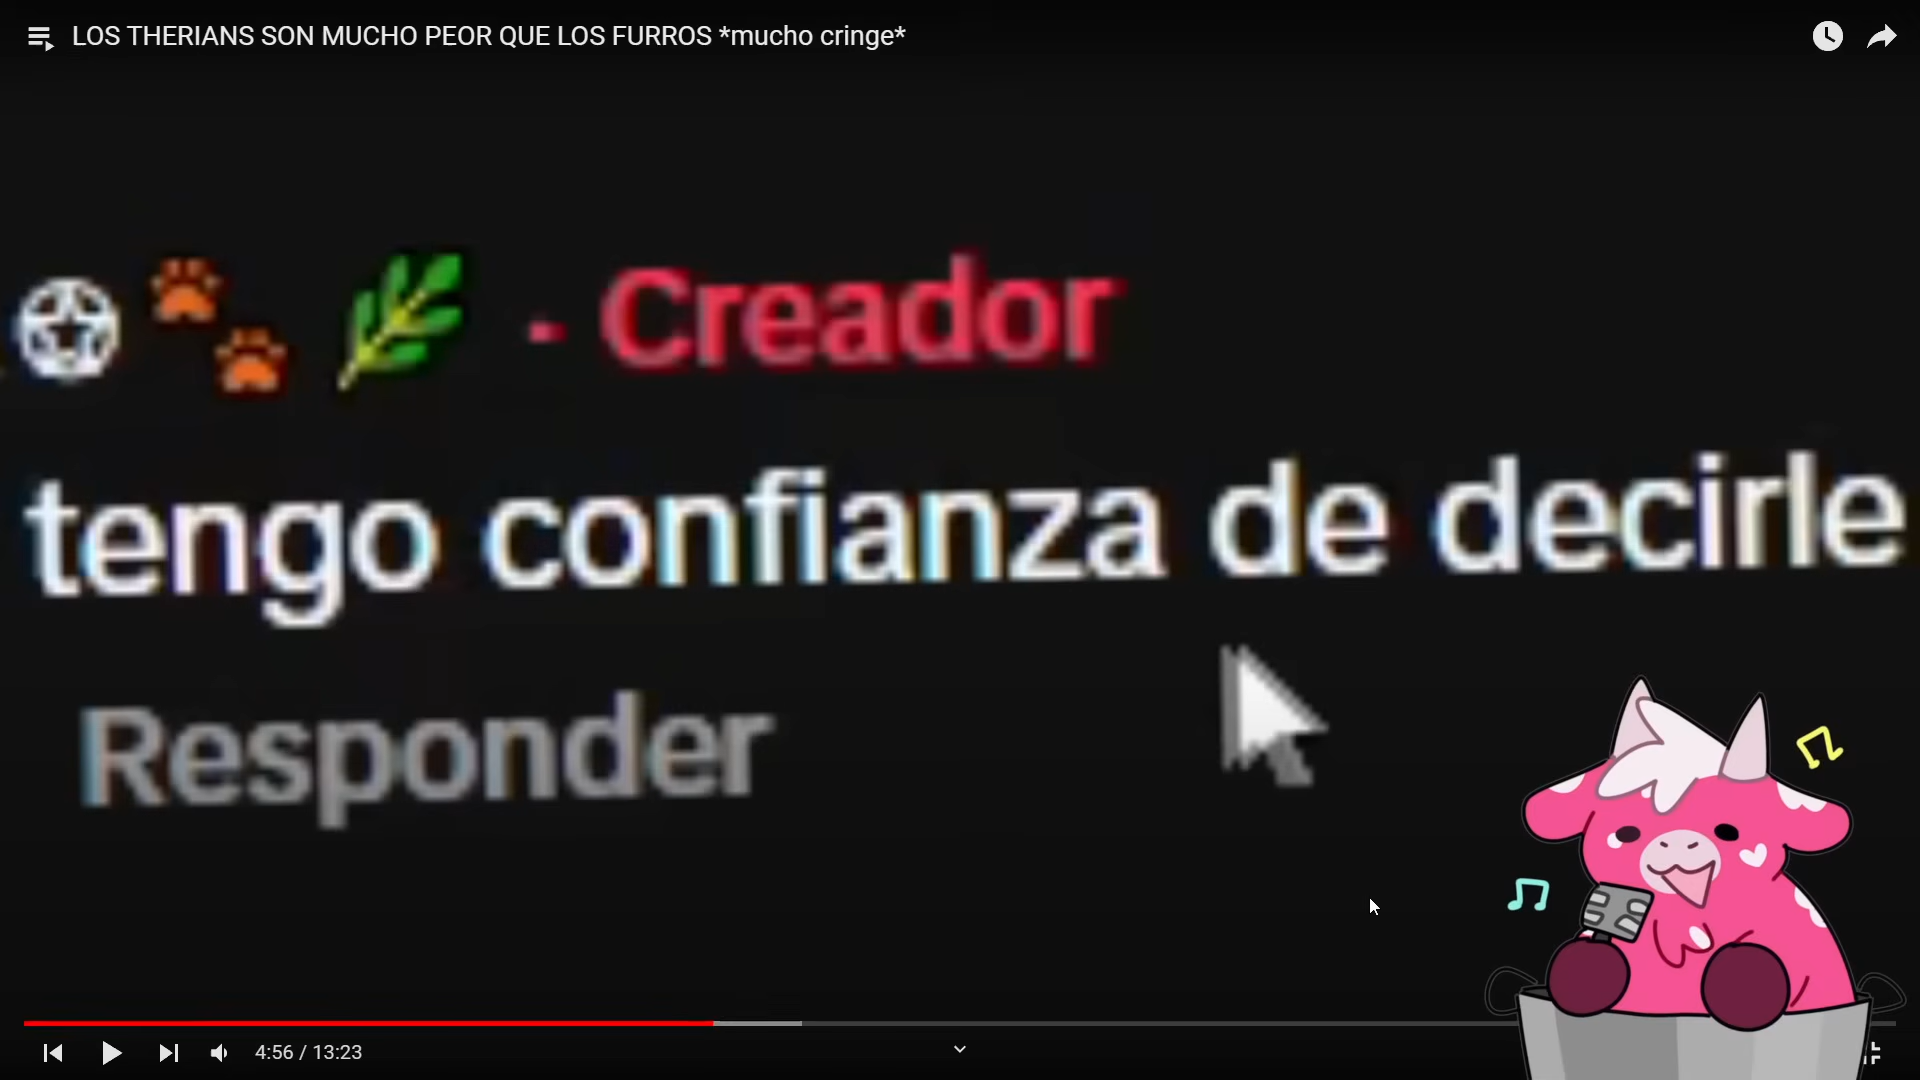 LOS THERIANS SON MUCHO PEOR QUE LOS FURROS *mucho cringe*
- Creador
tengo confianza de decirle
Responder
4:56 / 13:23